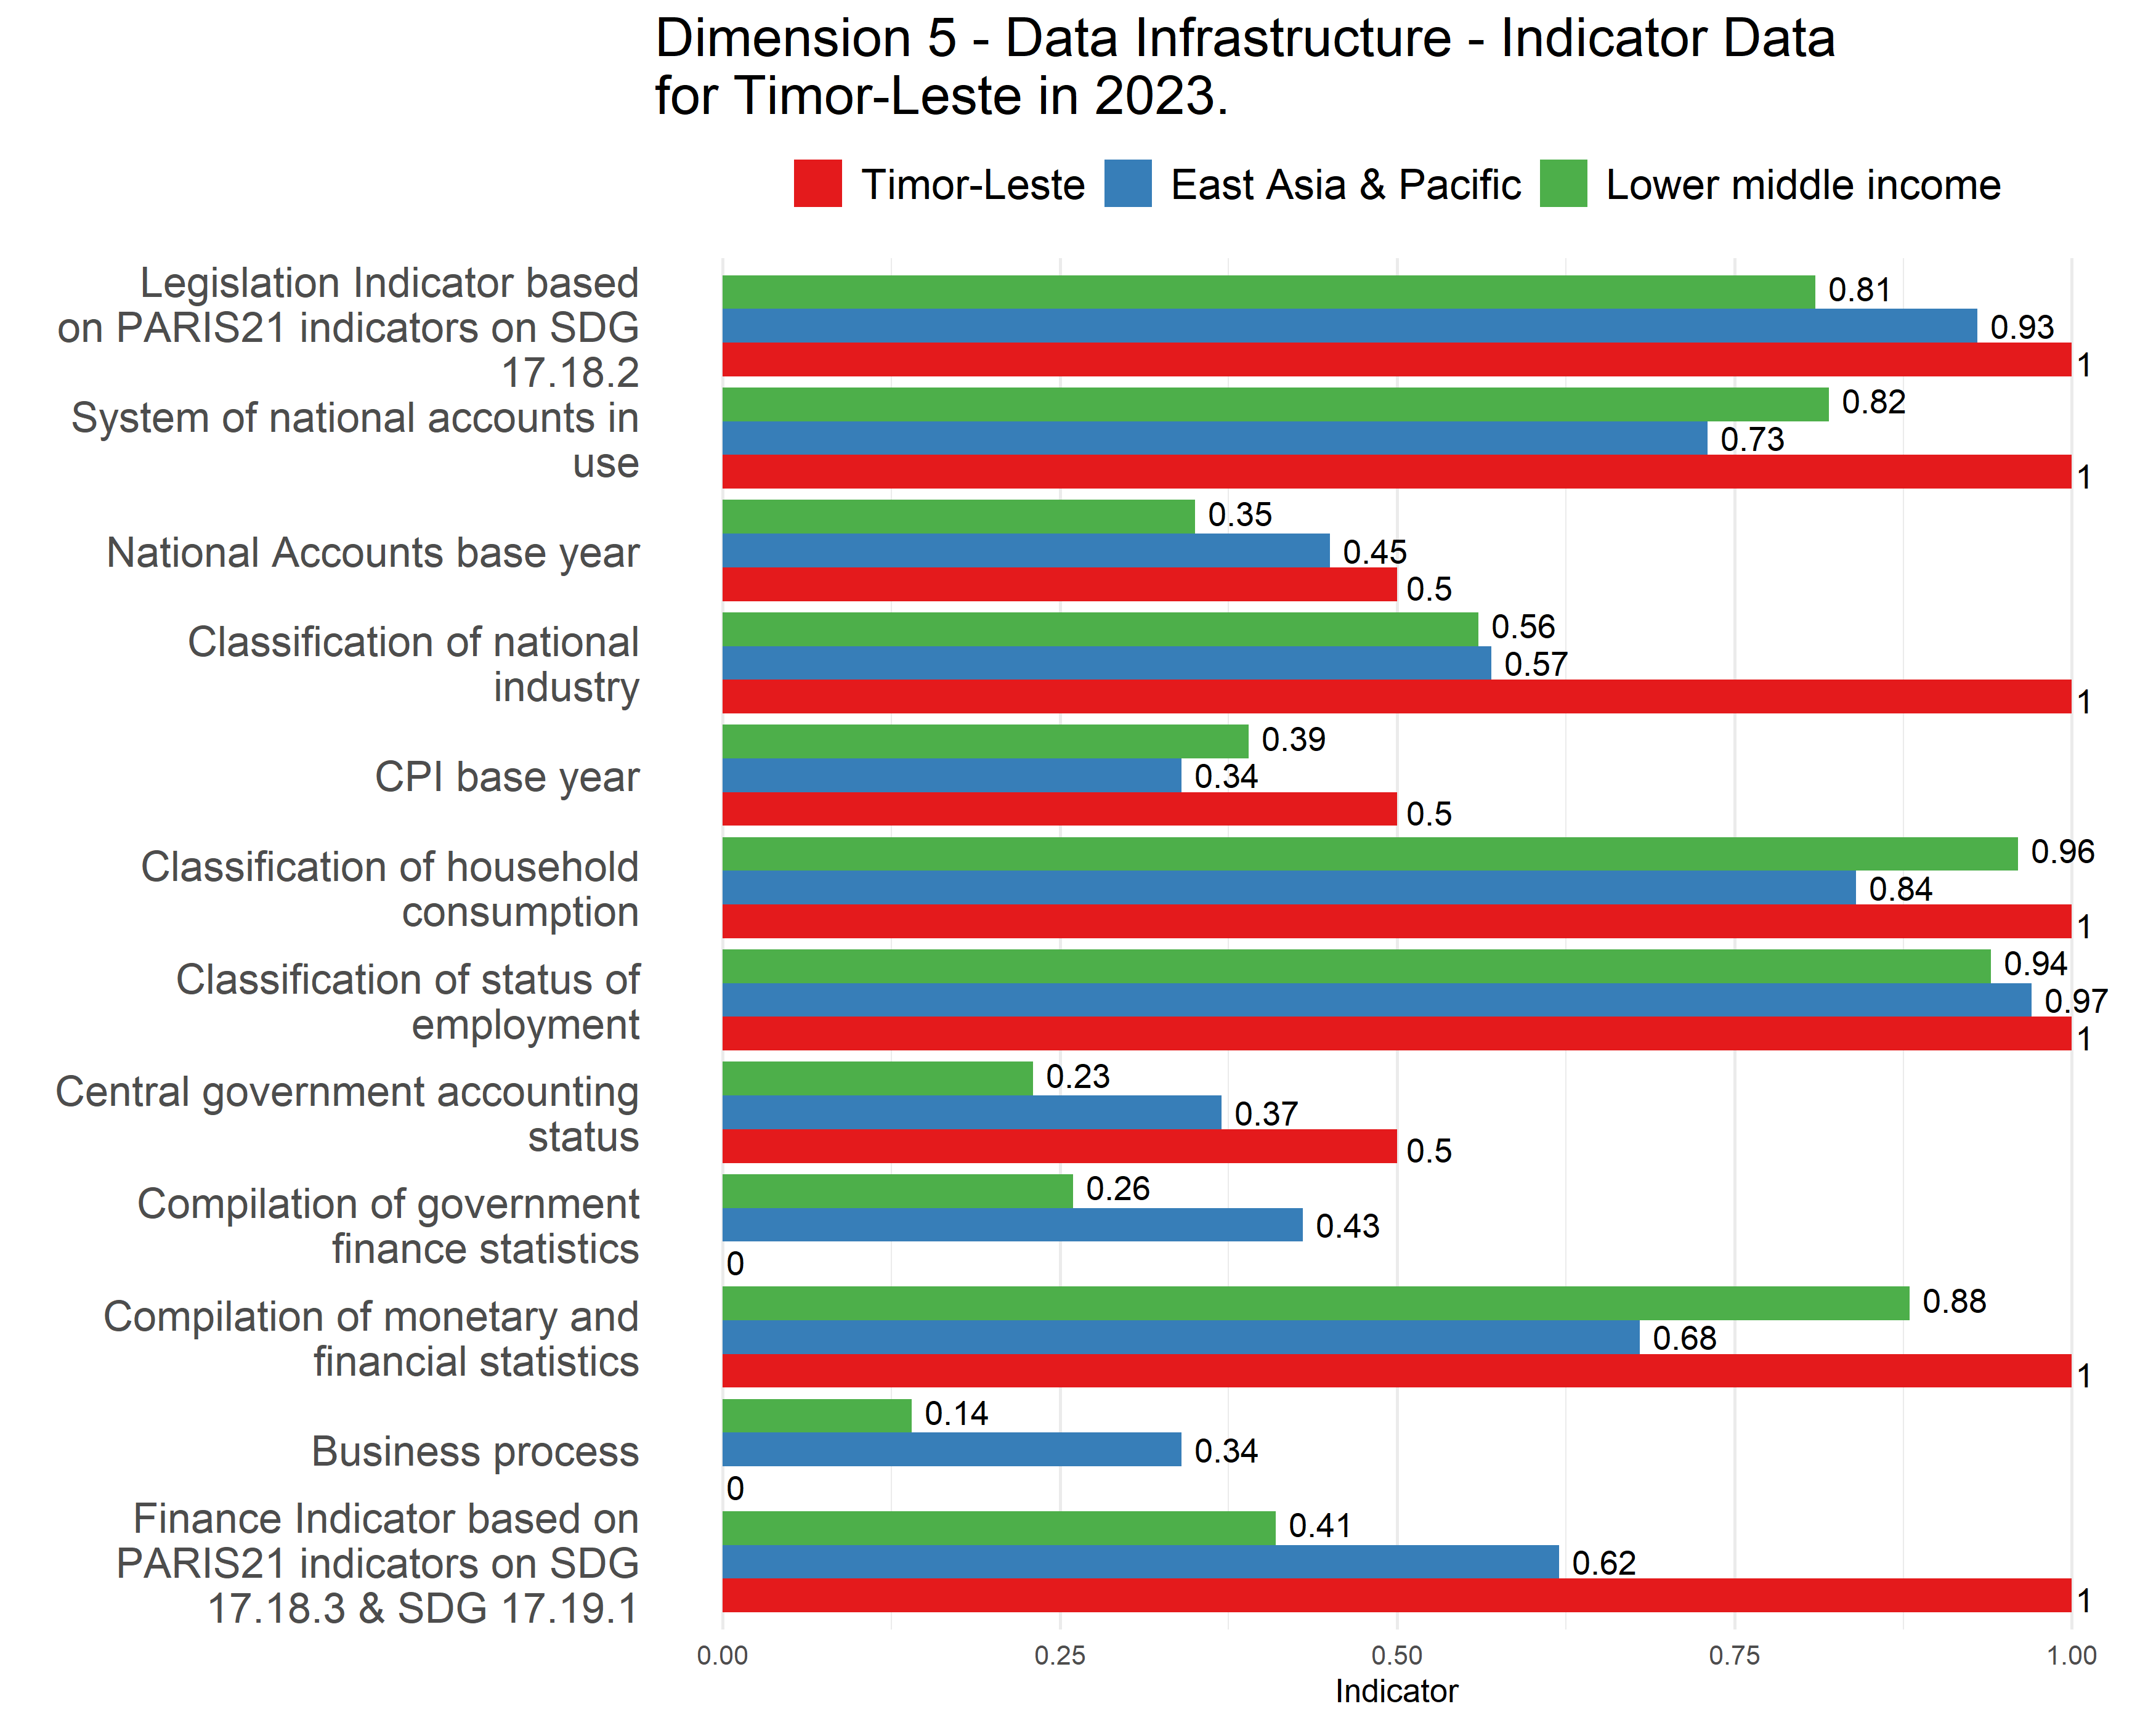 Dimension 5 - Data Infrastructure - Indicator Data
for Timor-Leste in 2023.
Timor-Leste
East Asia & Pacific
Lower middle income
Legislation Indicator based
on PARIS21 indicators on SDG
17.18.2
0.81
0.93
1
System of national accounts in
use
0.82
0.73
1
National Accounts base year
0.35
0.45
0.5
Classification of national
industry
0.56
0.57
1
CPI base year
0.39
0.34
0.5
Classification of household
consumption
0.96
0.84
1
Classification of status of
employment
0.94
0.97
1
Central government accounting
status
0.23
0.37
0.5
Compilation of government
finance statistics
0.26
0.43
0
Compilation of monetary and
financial statistics
0.88
0.68
1
Business process
0.14
0.34
0
Finance Indicator based on
PARIS21 indicators on SDG
17.18.3 & SDG 17.19.1
0.41
0.62
1
0.00
0.25
0.50
0.75
1.00
Indicator